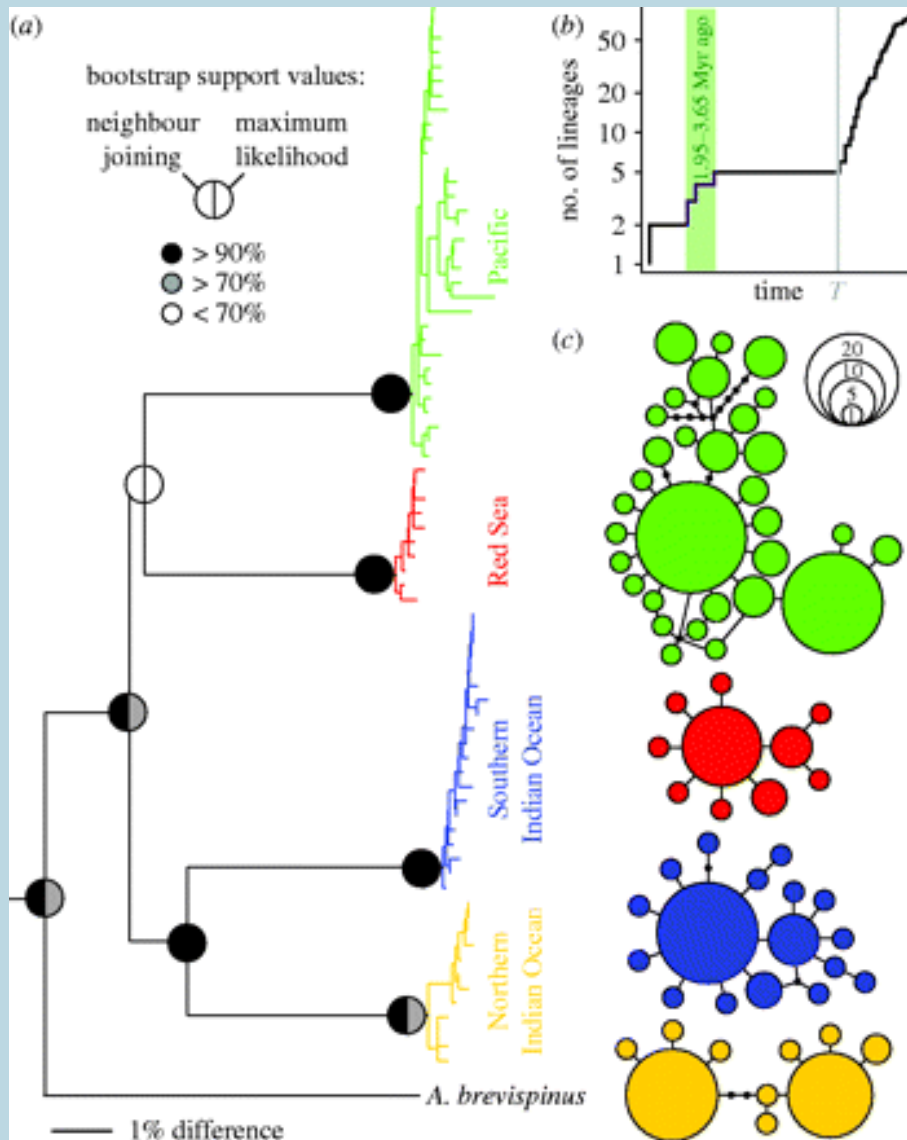 (a)
bootstrap support values:
neighbour joining
maximum likelihood
> 90%
> 70%
< 70%
Pacific
Red Sea
Southern
Indian Ocean
Northern
Indian Ocean
A. brevispinus
1% difference
(b)
no. of lineages
50
20
10
5
2
1
1.95–3.65 Myr ago
time
T
(c)
20
10
5
1